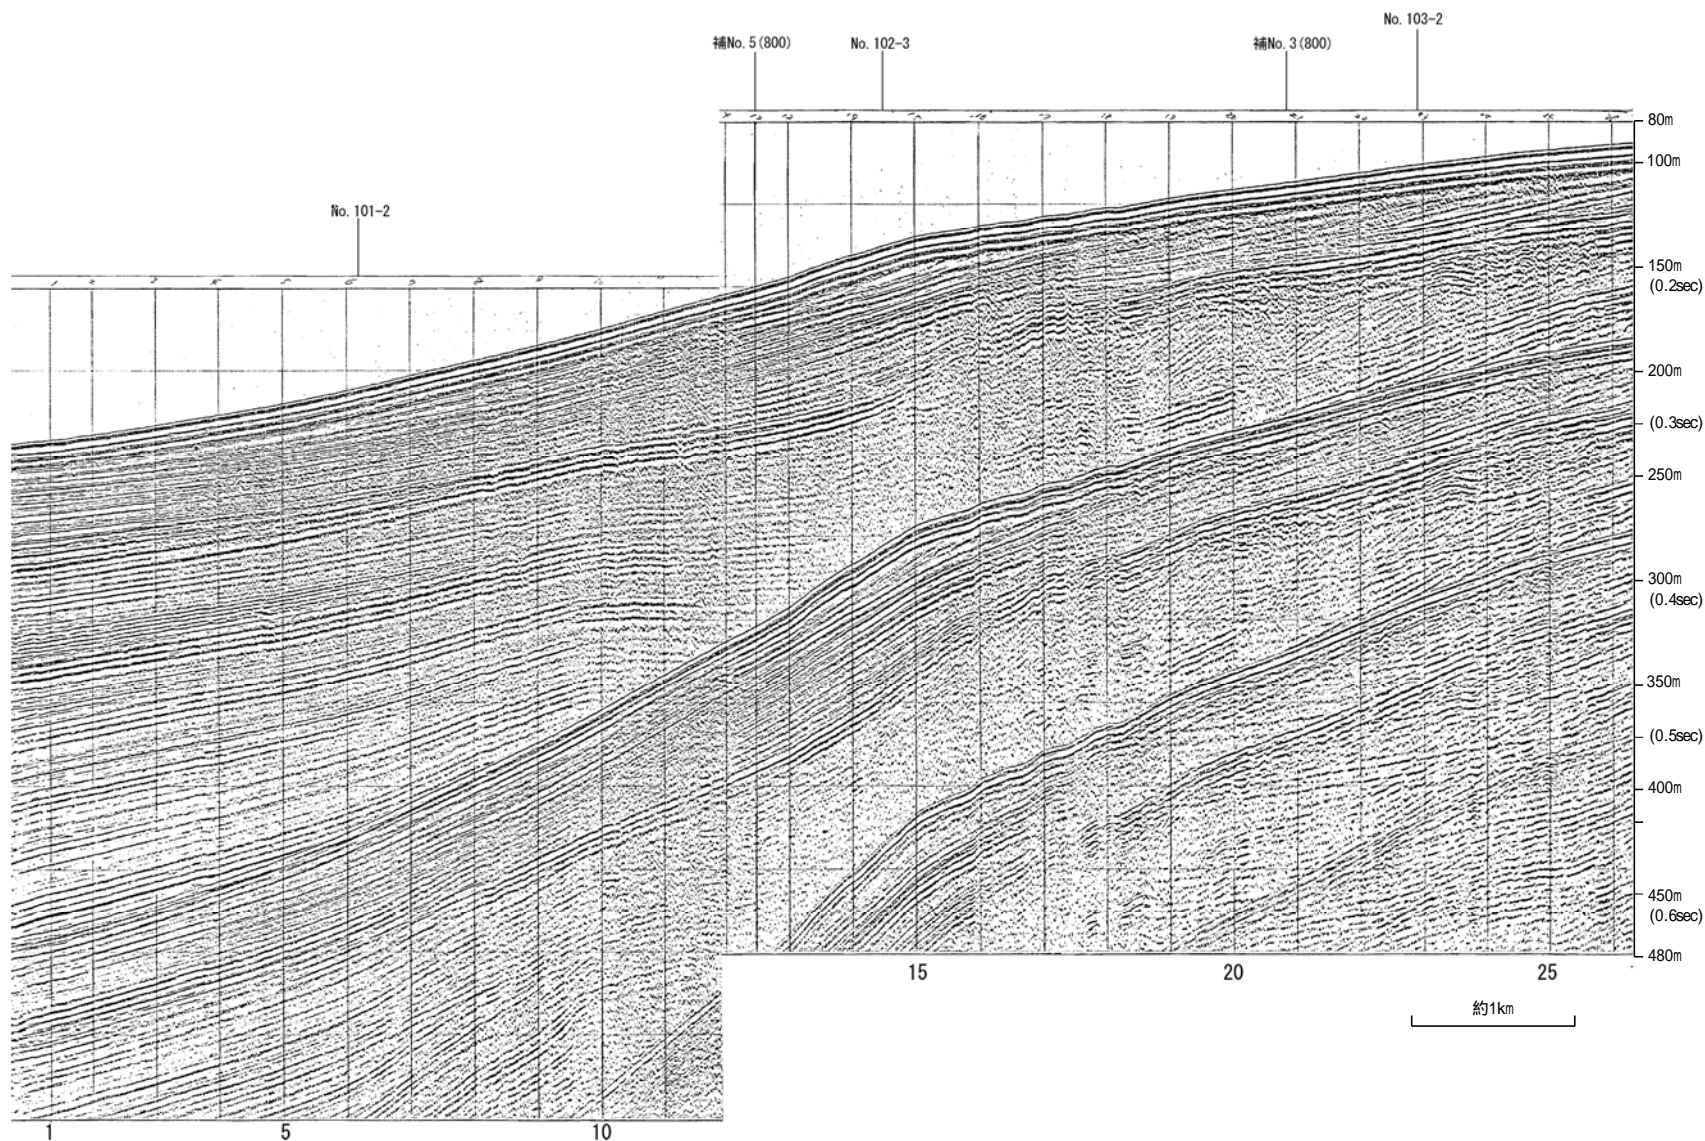 No. 103-2
補No. 5(800)
No. 102-3
補No. 3(800)
80m
100m
No. 101-2
150m
(0.2sec)
200m
(0.3sec)
250m
300m
(0.4sec)
350m
(0.5sec)
400m
450m
(0.6sec)
480m
15
20
25
約1km
1
5
10